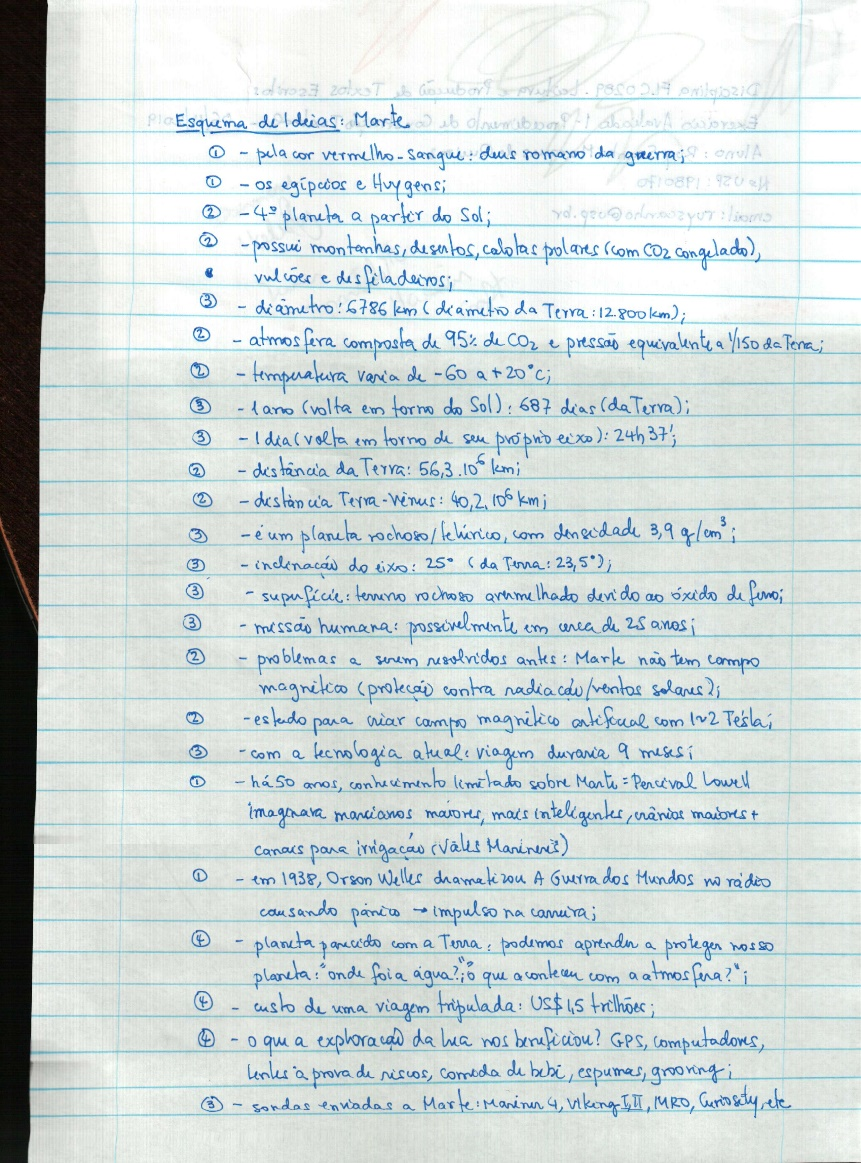 Esquema de Ideias: Marte
① - pela cor vermelho-sangue: deus romano da guerra;
① - os egípcios e Huygens;
② - 4º planeta a partir do Sol;
② - possui montanhas, desertos, calotas polares (com CO2 congelado),
vulcões e desfiladeiros;
③ - diâmetro: 6786 km (diâmetro da Terra: 12.800 km);
② - atmosfera composta de 95% de CO2 e pressão equivalente a 1/150 da Terra;
② - temperatura varia de -60 a +20°C;
③ - 1 ano (volta em torno do Sol): 687 dias (da Terra);
③ - 1 dia (volta em torno de seu próprio eixo): 24h 37';
② - distância da Terra: 56,3.10⁶ km;
② - distância Terra-Vênus: 40,2.10⁶ km;
③ - é um planeta rochoso/telúrico, com densidade 3,9 g/cm³;
③ - inclinação do eixo: 25° (da Terra: 23,5°);
③ - superfície: terreno rochoso avermelhado devido ao óxido de ferro;
③ - missão humana: possivelmente em cerca de 25 anos;
② - problemas a serem resolvidos antes: Marte não tem campo
magnético (proteção contra radiação/ventos solares);
② - estudo para criar campo magnético artificial com 1~2 Tesla;
③ - com a tecnologia atual: viagem duraria 9 meses;
① - há 50 anos, conhecimento limitado sobre Marte = Percival Lowell
imaginava marcianos maiores, mais inteligentes, crânios maiores +
canais para irrigação (Valles Marineris)
① - em 1938, Orson Welles dramatizou A Guerra dos Mundos no rádio
causando pânico → impulso na carreira;
④ - planeta parecido com a Terra: podemos aprender a proteger nosso
planeta: "onde foi a água?"; "o que aconteceu com a atmosfera?";
④ - custo de uma viagem tripulada: US$ 1,5 trilhões;
④ - o que a exploração da lua nos beneficiou? GPS, computadores,
lentes à prova de riscos, comida de bebê, espumas, grooving;
③ - sondas enviadas a Marte: Mariner 4, Viking I, II, MRO, Curiosity, etc